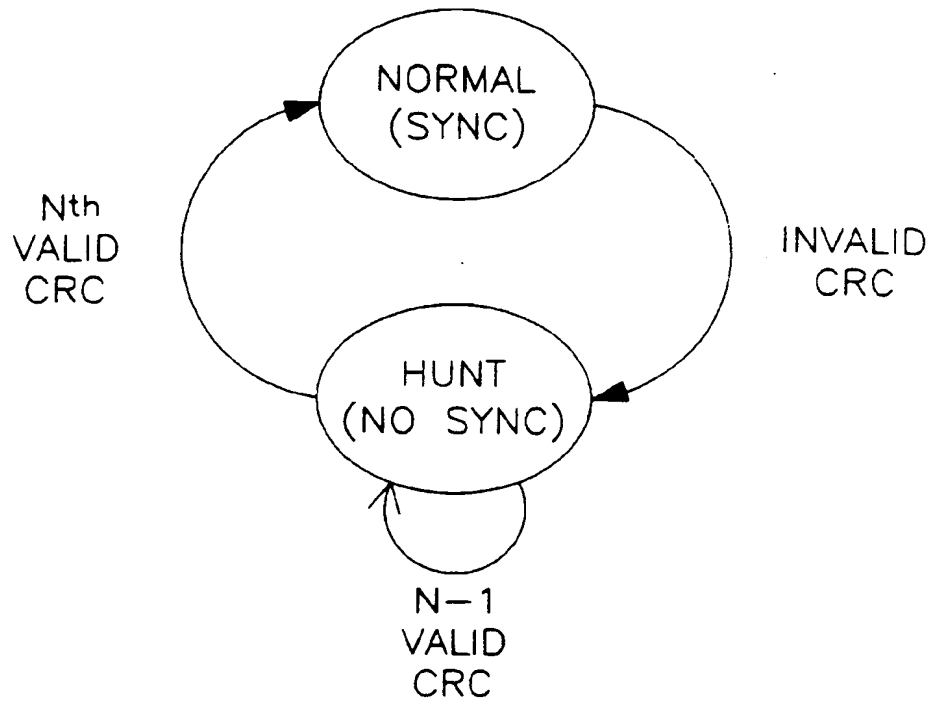 NORMAL
(SYNC)
Nth
VALID
CRC
INVALID
CRC
HUNT
(NO SYNC)
N-1
VALID
CRC